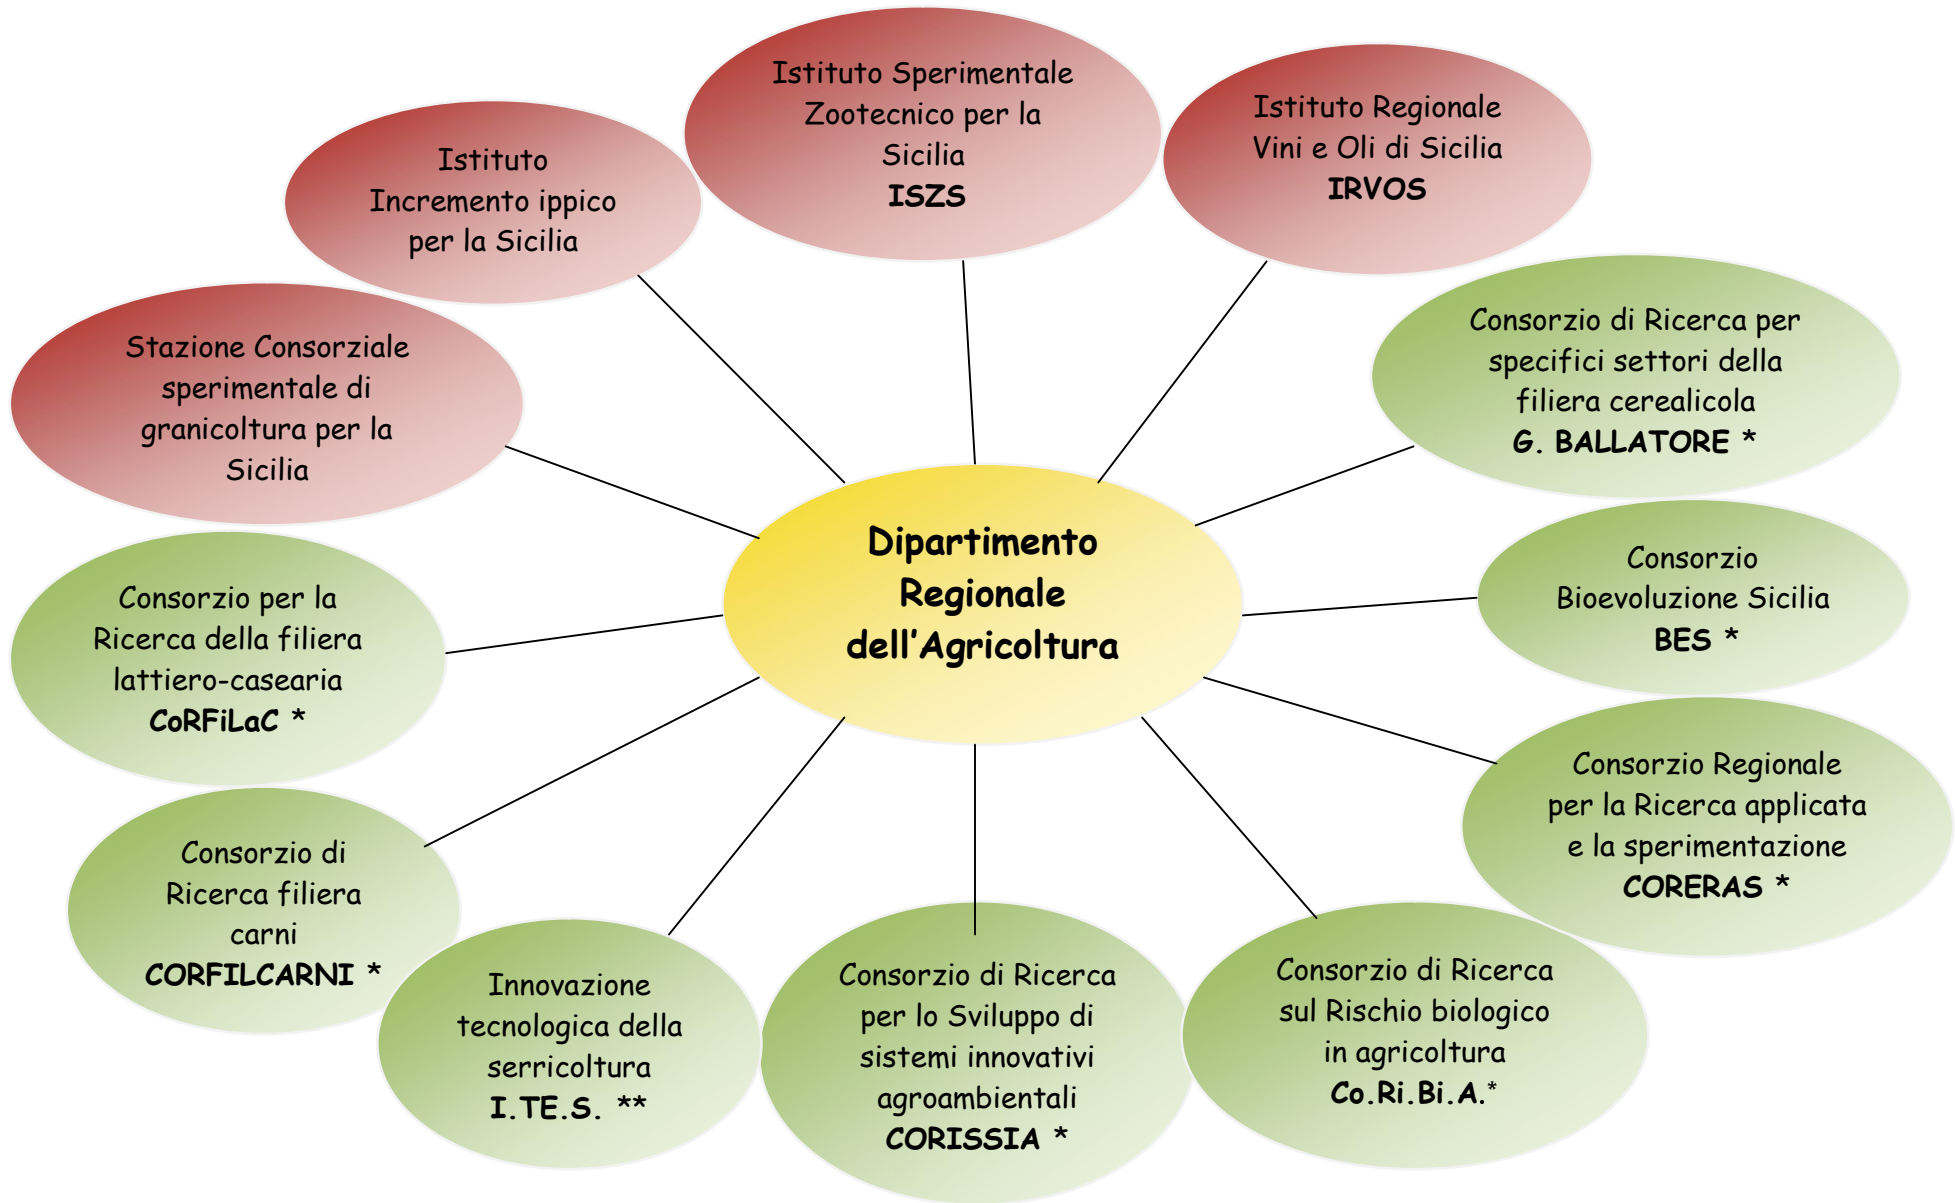 Istituto Sperimentale
Zootecnico per la
Sicilia
ISZS
Istituto Regionale
Vini e Oli di Sicilia
IRVOS
Istituto
Incremento ippico
per la Sicilia
Stazione Consorziale
sperimentale di
granicoltura per la
Sicilia
Consorzio di Ricerca per
specifici settori della
filiera cerealicola
G. BALLATORE *
Dipartimento
Regionale
dell'Agricoltura
Consorzio
Bioevoluzione Sicilia
BES *
Consorzio per la
Ricerca della filiera
lattiero-casearia
CoRFiLaC *
Consorzio Regionale
per la Ricerca applicata
e la sperimentazione
CORERAS *
Consorzio di
Ricerca filiera
carni
CORFILCARNI *
Innovazione
tecnologica della
serricoltura
I.TE.S. **
Consorzio di Ricerca
per lo Sviluppo di
sistemi innovativi
agroambientali
CORISSIA *
Consorzio di Ricerca
sul Rischio biologico
in agricoltura
Co.Ri.Bi.A.*